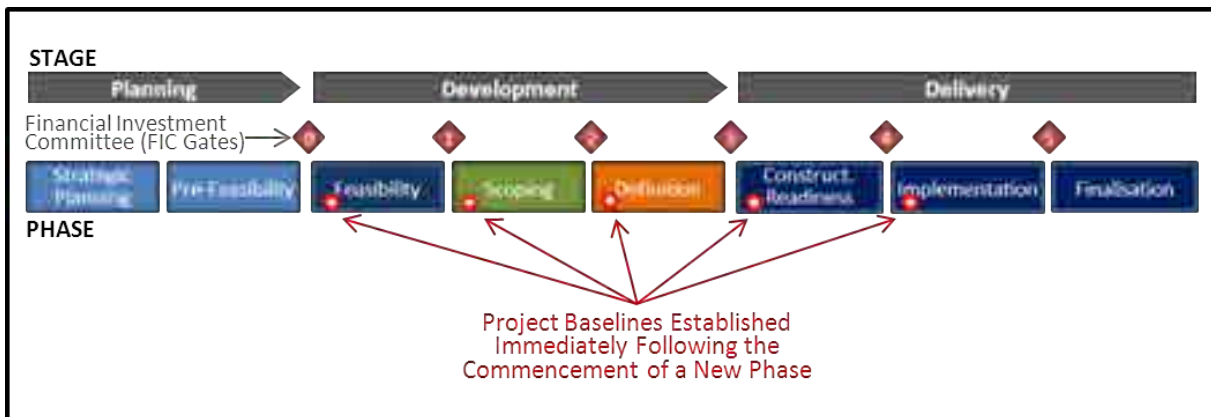 STAGE
Planning
Development
Delivery
Financial Investment
Committee (FIC Gates)
Strategic
Planning
Pre-Feasibility
Feasibility
Scoping
Definition
Construct.
Readiness
Implementation
Finalisation
PHASE
Project Baselines Established
Immediately Following the
Commencement of a New Phase